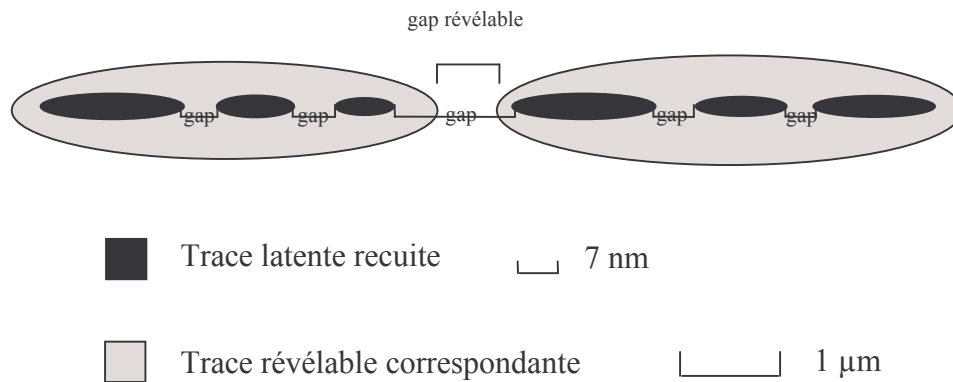 gap révélable
gap gap gap gap gap
Trace latente recuite 7 nm
Trace révélable correspondante 1 µm